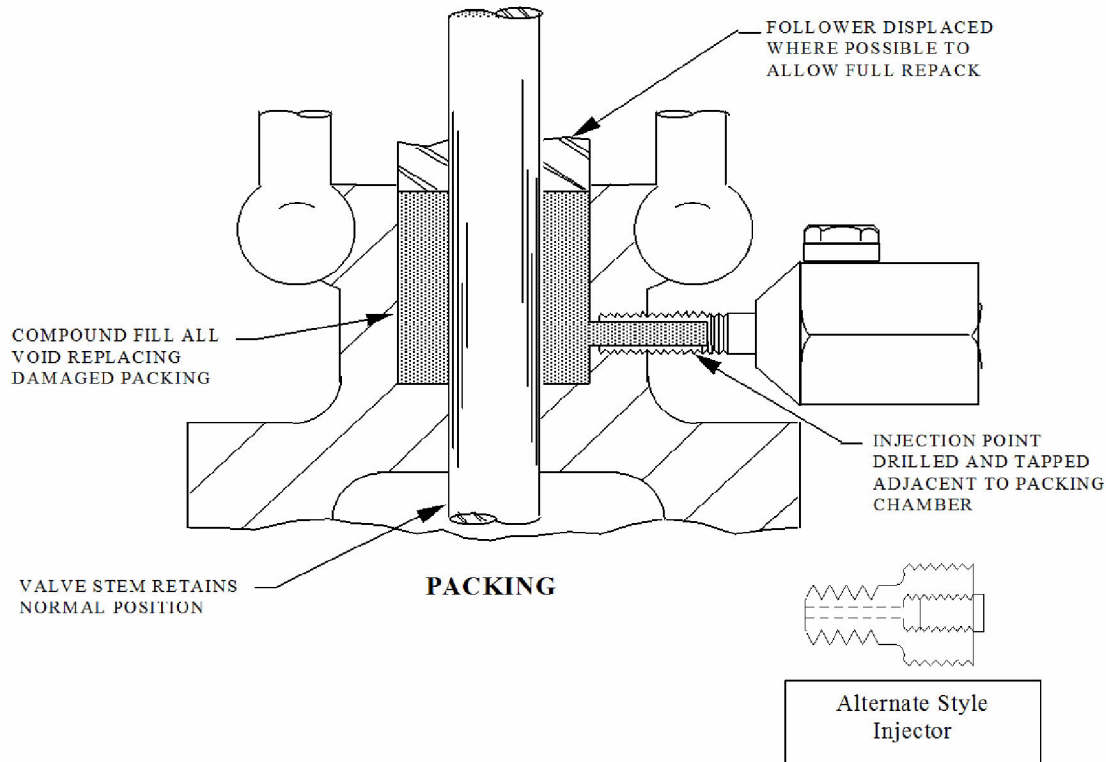 FOLLOWER DISPLACED
WHERE POSSIBLE TO
ALLOW FULL REPACK
COMPOUND FILL ALL
VOID REPLACING
DAMAGED PACKING
INJECTION POINT
DRILLED AND TAPPED
ADJACENT TO PACKING
CHAMBER
VALVE STEM RETAINS
NORMAL POSITION
PACKING
Alternate Style
Injector